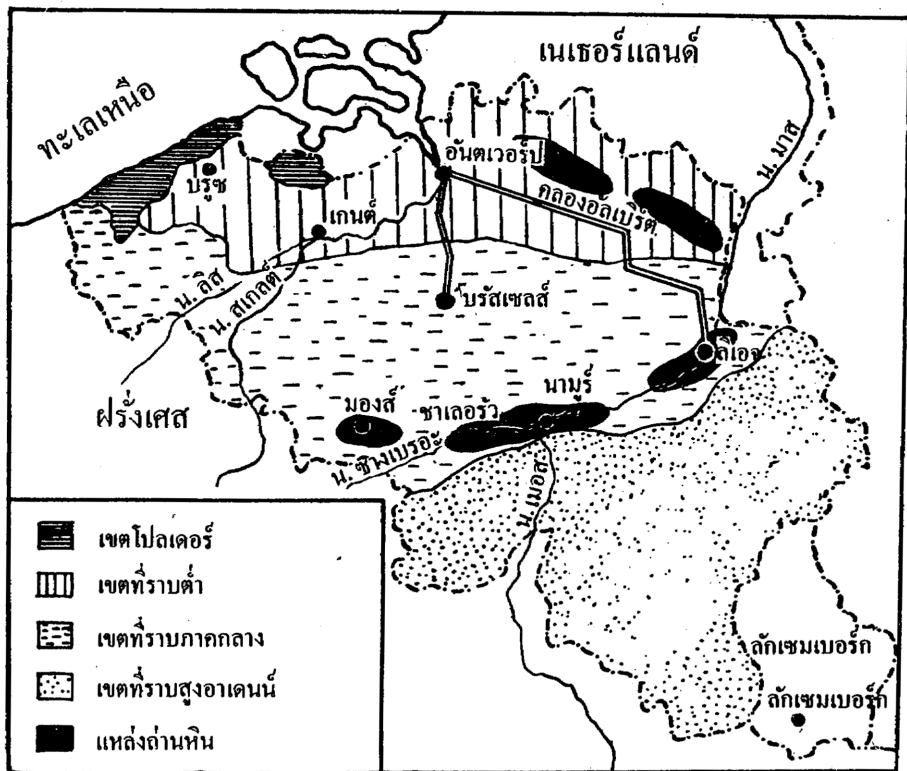 เนเธอร์แลนด์
ทะเลเหนือ
น. มาส
อันตเวอร์ป
บรูซ
คลองอัลเบิร์ต
เกนต์
น. ลิส
น. สเกลต์
บรัสเซลส์
ลิเอจ
ฝรั่งเศส
มองส์
ชาเลอรัว
นามูร์
น. ซางเบรอะ
น. เมอส
เขตโปลเดอร์
เขตที่ราบต่ำ
เขตที่ราบภาคกลาง
เขตที่ราบสูงอาเดนน์
แหล่งถ่านหิน
ลักเซมเบอร์ก
ลักเซมเบอร์ก